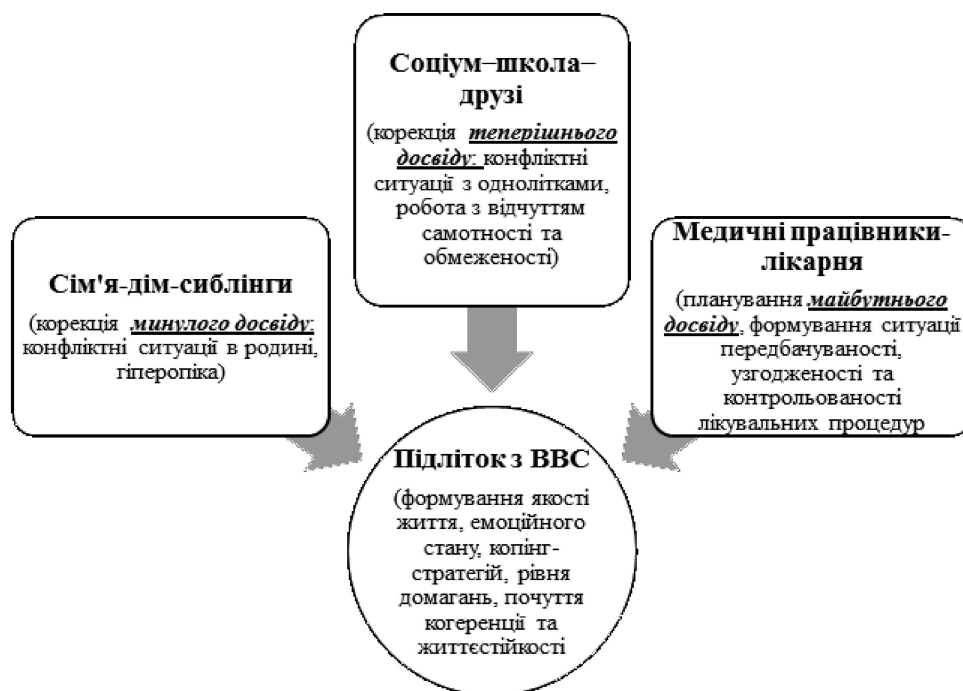 Соціум–школа–
друзі
(корекція теперішнього
досвіду: конфліктні
ситуації з однолітками,
робота з відчуттям
самотності та
обмеженості)
Сім'я-дім-сиблінги
(корекція минулого досвіду:
конфліктні ситуації в родині,
гіперопіка)
Медичні працівники-
лікарня
(планування майбутнього
досвіду, формування ситуації
передбачуваності,
узгодженості та
контрольованості
лікувальних процедур
Підліток з ВВС
(формування якості
життя, емоційного
стану, копінг-
стратегій, рівня
домагань, почуття
когеренції та
життєстійкості